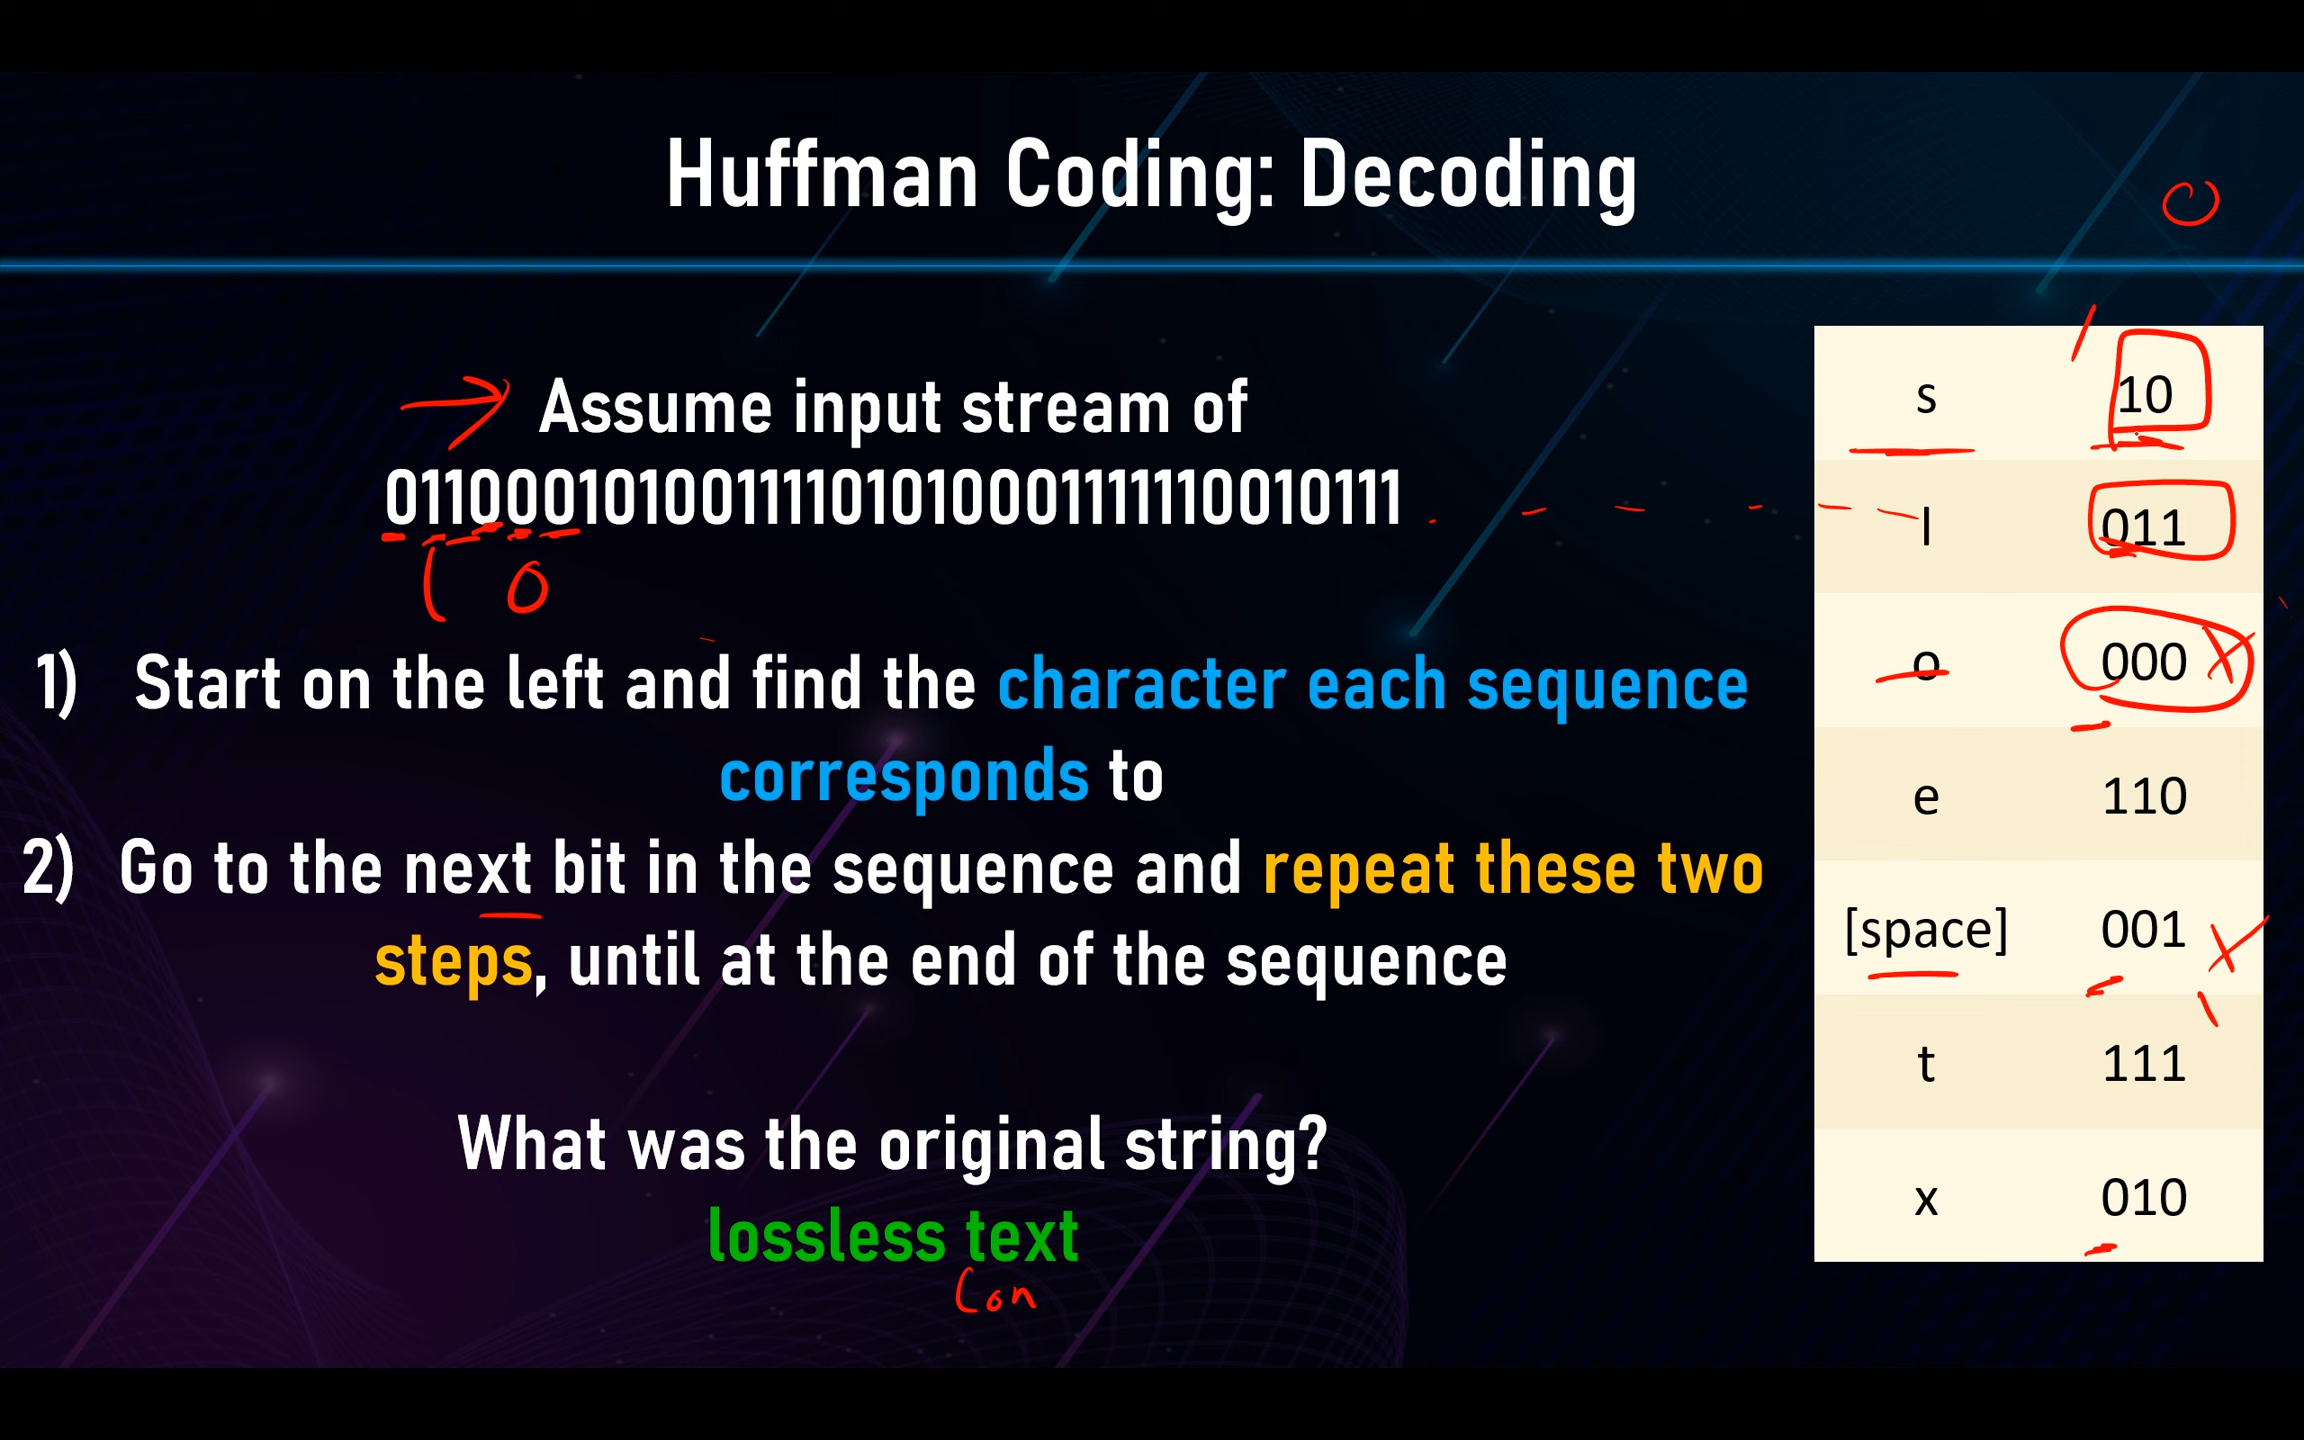 Huffman Coding: Decoding
Assume input stream of
01100010100111101010001111110010111
1) Start on the left and find the character each sequence
corresponds to
2) Go to the next bit in the sequence and repeat these two
steps, until at the end of the sequence
What was the original string?
lossless text
s 10
l 011
o 000
e 110
[space] 001
t 111
x 010